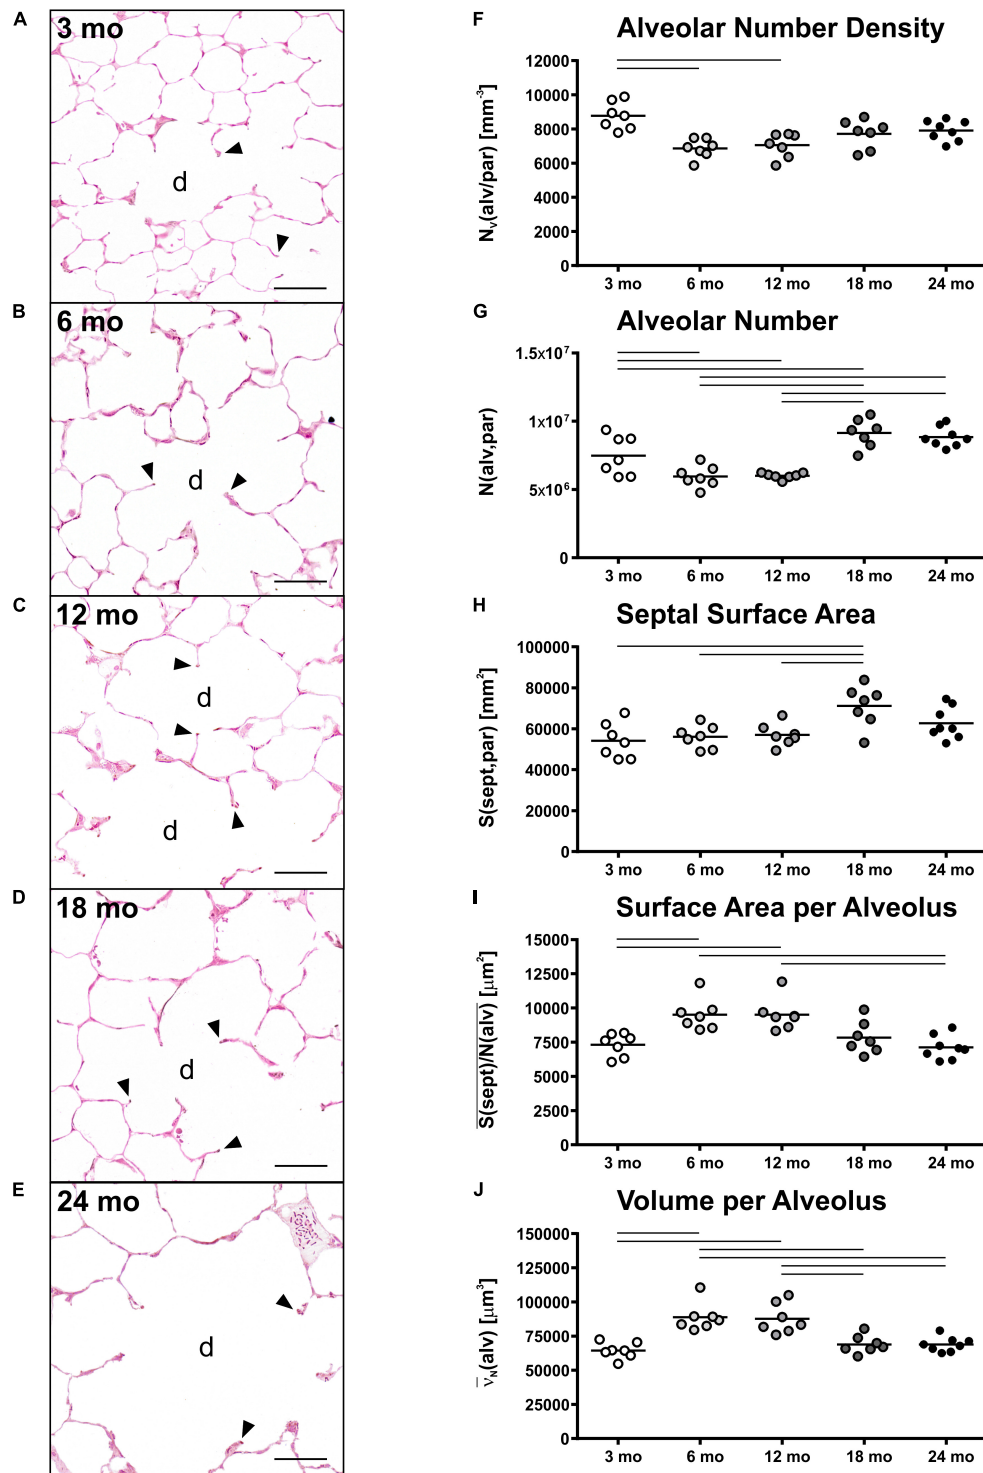 A
3 mo
d
B
6 mo
d
C
12 mo
d
d
D
18 mo
d
E
24 mo
d
F
Alveolar Number Density
Nᵥ(alv/par) [mm⁻³]
12000
10000
8000
6000
4000
2000
0
3 mo 6 mo 12 mo 18 mo 24 mo
G
Alveolar Number
N(alv,par)
1.5x10⁷
1x10⁷
5x10⁶
0
3 mo 6 mo 12 mo 18 mo 24 mo
H
Septal Surface Area
S(sept,par) [mm²]
100000
80000
60000
40000
20000
0
3 mo 6 mo 12 mo 18 mo 24 mo
I
Surface Area per Alveolus
S(sept)/N(alv) [µm²]
15000
12500
10000
7500
5000
2500
0
3 mo 6 mo 12 mo 18 mo 24 mo
J
Volume per Alveolus
ν̅_N(alv) [µm³]
150000
125000
100000
75000
50000
25000
0
3 mo 6 mo 12 mo 18 mo 24 mo